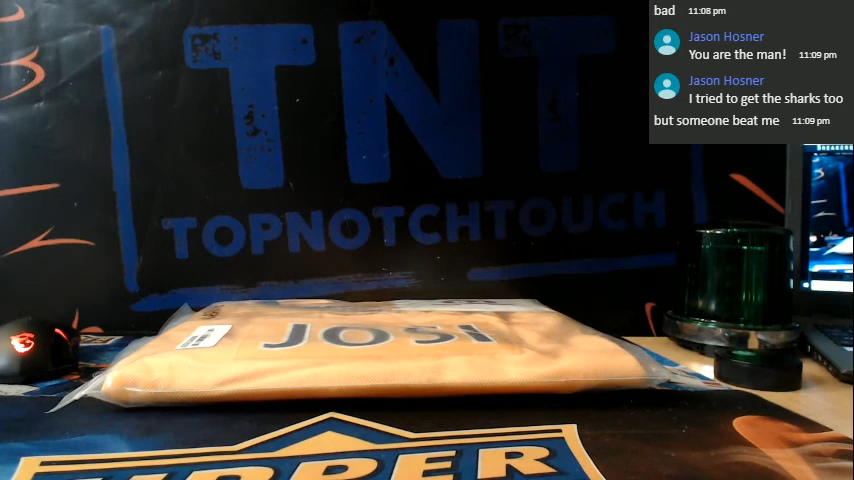 bad 11:08 pm
Jason Hosner
You are the man! 11:09 pm
Jason Hosner
I tried to get the sharks too
but someone beat me 11:09 pm
TNT
TOPNOTCHTOUCH
JOSI
UPPER